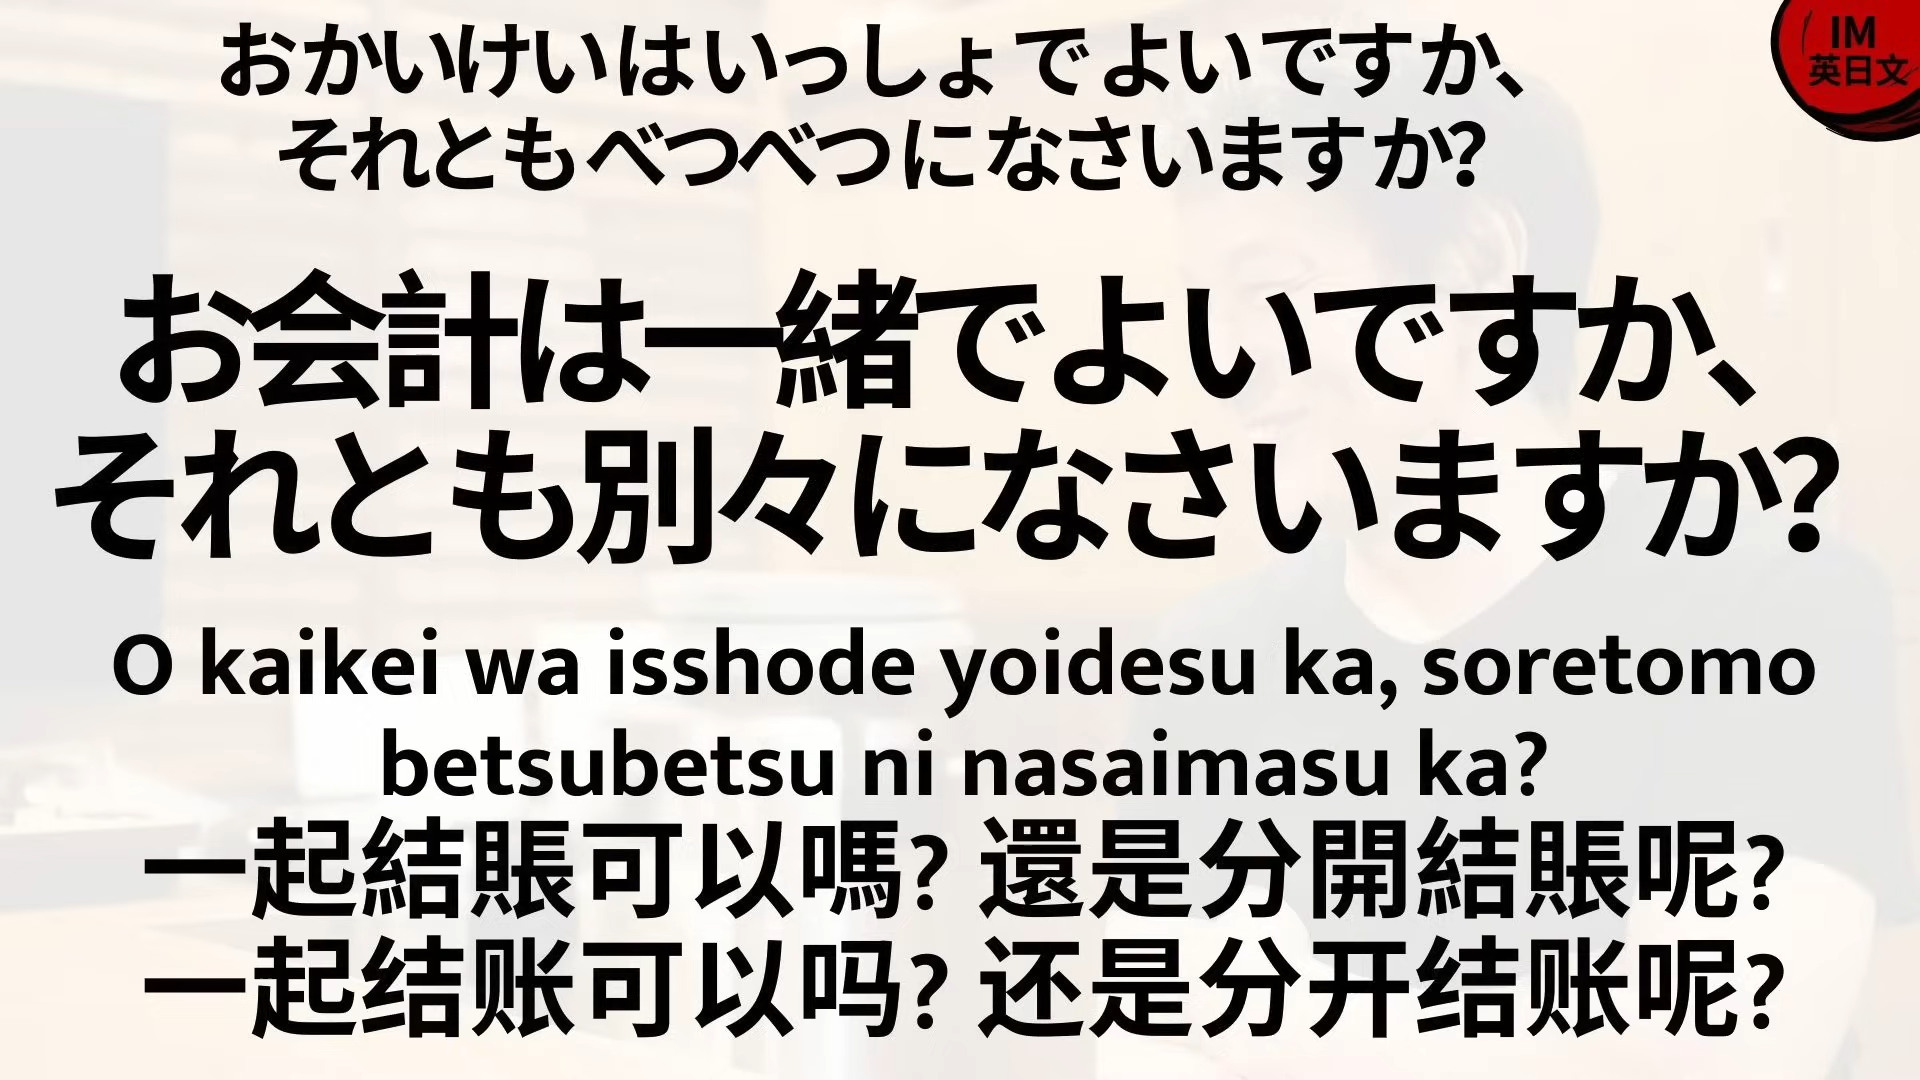 おかいけいはいっしょでよいですか、
それともべつべつになさいますか?
IM
英日文
お会計は一緒でよいですか、
それとも別々になさいますか?
O kaikei wa isshode yoidesu ka, soretomo
betsubetsu ni nasaimasu ka?
一起結賬可以嗎? 還是分開結賬呢?
一起结账可以吗? 还是分开结账呢?